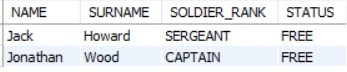 NAME SURNAME SOLDIER_RANK STATUS
Jack Howard SERGEANT FREE
Jonathan Wood CAPTAIN FREE